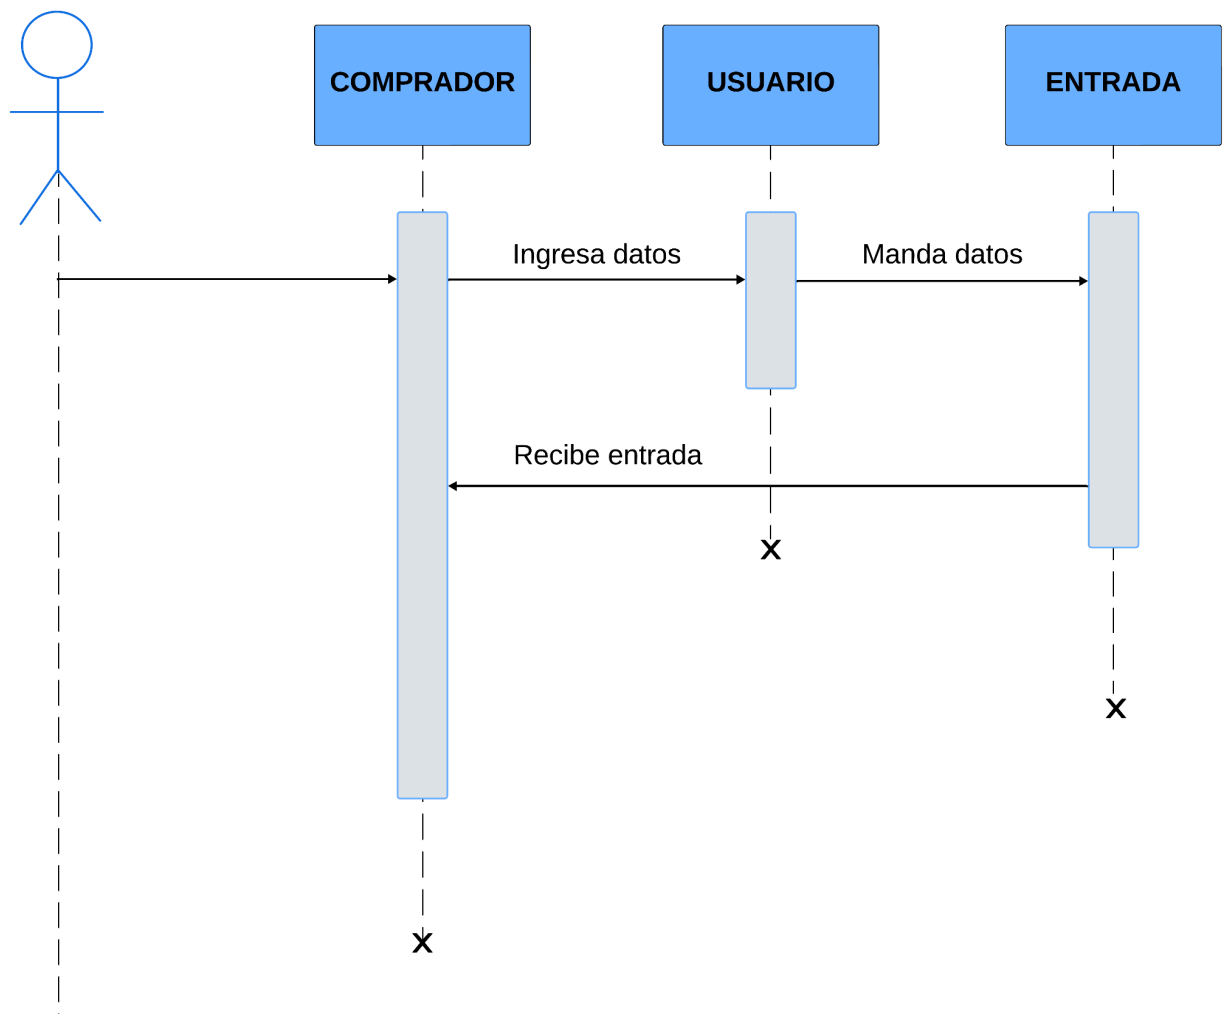 COMPRADOR
USUARIO
ENTRADA
Ingresa datos
Manda datos
Recibe entrada
X
X
X